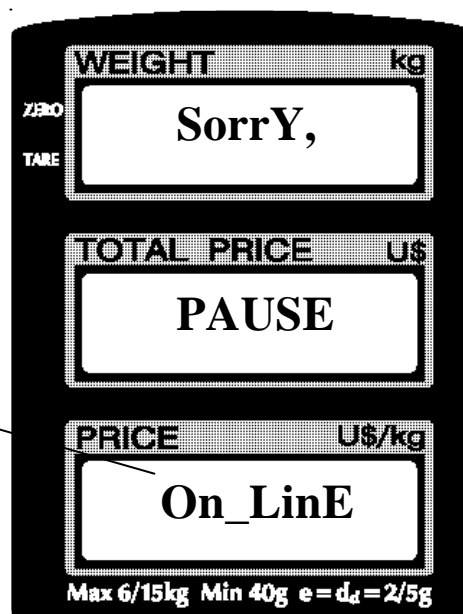 WEIGHT kg
ZERO
SorrY,
TARE
TOTAL PRICE U$
PAUSE
PRICE U$/kg
On_LinE
Max 6/15kg Min 40g e=dd=2/5g